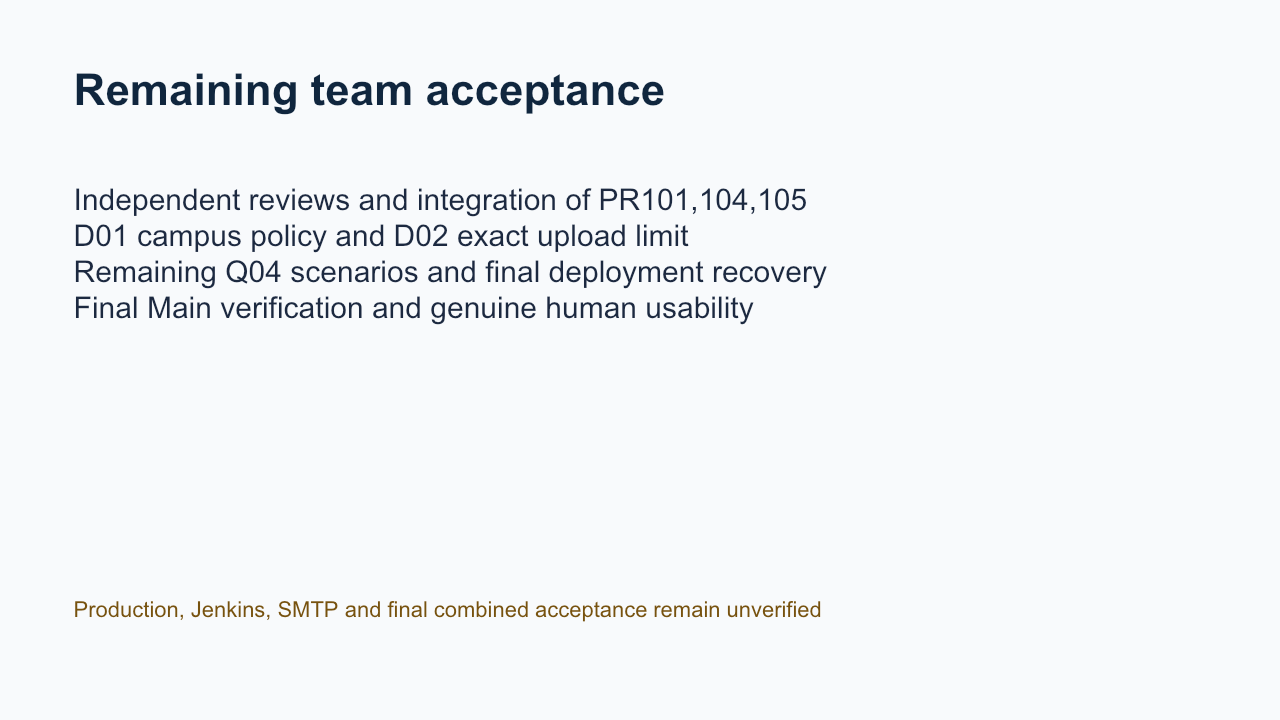 Remaining team acceptance
Independent reviews and integration of PR101,104,105
D01 campus policy and D02 exact upload limit
Remaining Q04 scenarios and final deployment recovery
Final Main verification and genuine human usability
Production, Jenkins, SMTP and final combined acceptance remain unverified